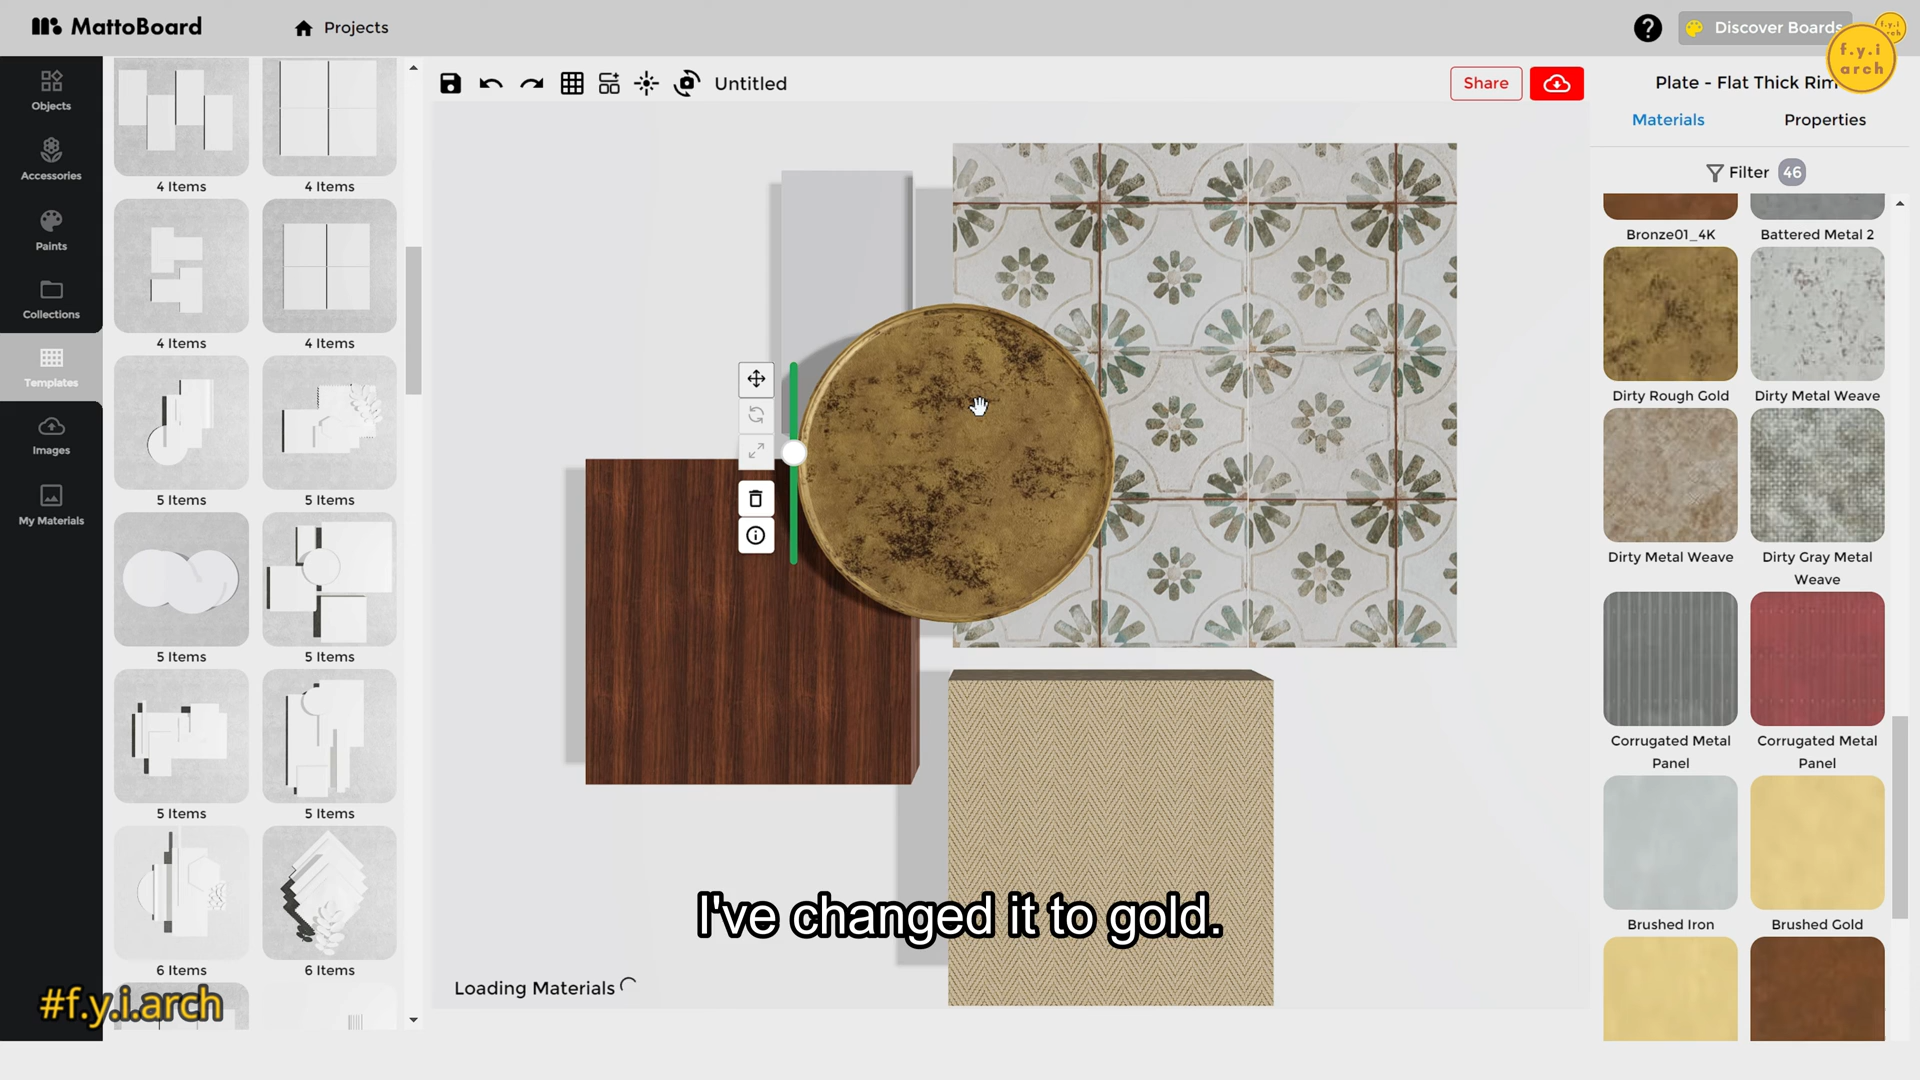 MattoBoard
Projects
?
Discover Boards
f.y.i
arch
f.y.i
arch
Objects
Accessories
Paints
Collections
Templates
Images
My Materials
4 Items
4 Items
4 Items
4 Items
5 Items
5 Items
5 Items
5 Items
5 Items
5 Items
6 Items
6 Items
Untitled
Share
Plate - Flat Thick Rim
Materials
Properties
Filter 46
Bronze01_4K
Battered Metal 2
Dirty Rough Gold
Dirty Metal Weave
Dirty Metal Weave
Dirty Gray Metal
Weave
Corrugated Metal
Panel
Corrugated Metal
Panel
Brushed Iron
Brushed Gold
I've changed it to gold.
Loading Materials
#f.y.i.arch